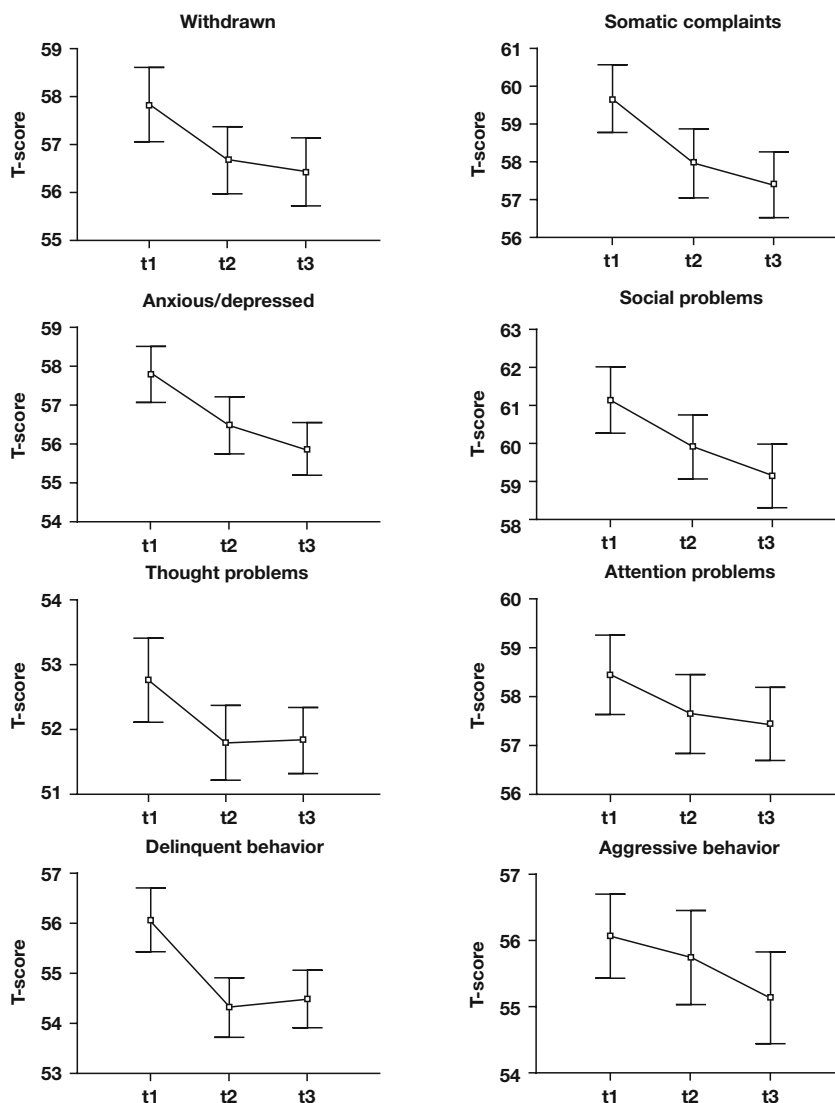 Withdrawn
59
58
57
56
55
T-score
t1 t2 t3
Somatic complaints
61
60
59
58
57
56
T-score
t1 t2 t3
Anxious/depressed
59
58
57
56
55
54
T-score
t1 t2 t3
Social problems
63
62
61
60
59
58
T-score
t1 t2 t3
Thought problems
54
53
52
51
T-score
t1 t2 t3
Attention problems
60
59
58
57
56
T-score
t1 t2 t3
Delinquent behavior
57
56
54
54
53
T-score
t1 t2 t3
Aggressive behavior
57
56
55
54
T-score
t1 t2 t3